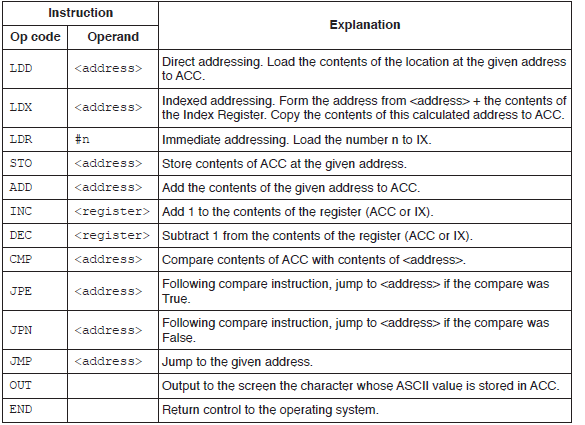 Instruction
Explanation
Op code Operand
LDD <address> Direct addressing. Load the contents of the location at the given address
to ACC.
LDX <address> Indexed addressing. Form the address from <address> + the contents of
the Index Register. Copy the contents of this calculated address to ACC.
LDR #n Immediate addressing. Load the number n to IX.
STO <address> Store contents of ACC at the given address.
ADD <address> Add the contents of the given address to ACC.
INC <register> Add 1 to the contents of the register (ACC or IX).
DEC <register> Subtract 1 from the contents of the register (ACC or IX).
CMP <address> Compare contents of ACC with contents of <address>.
JPE <address> Following compare instruction, jump to <address> if the compare was
True.
JPN <address> Following compare instruction, jump to <address> if the compare was
False.
JMP <address> Jump to the given address.
OUT Output to the screen the character whose ASCII value is stored in ACC.
END Return control to the operating system.